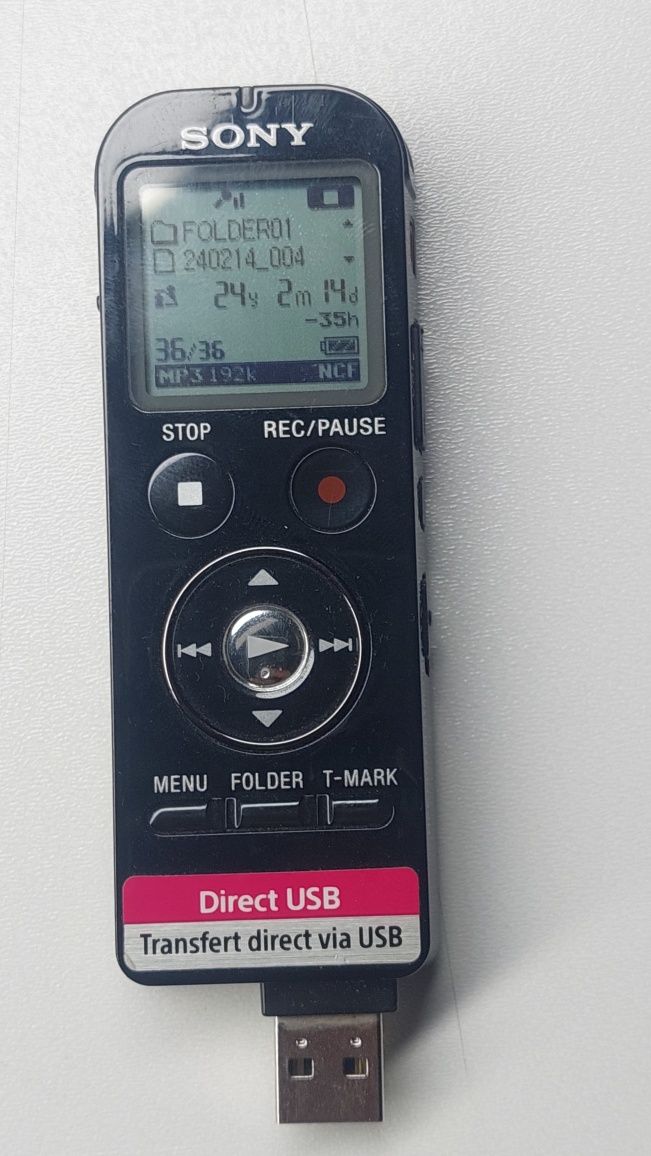 SONY
FOLDER01
240214_004
24y 2m 14d
-35h
36/36
MP3 192k NCF
STOP REC/PAUSE
MENU FOLDER T-MARK
Direct USB
Transfert direct via USB